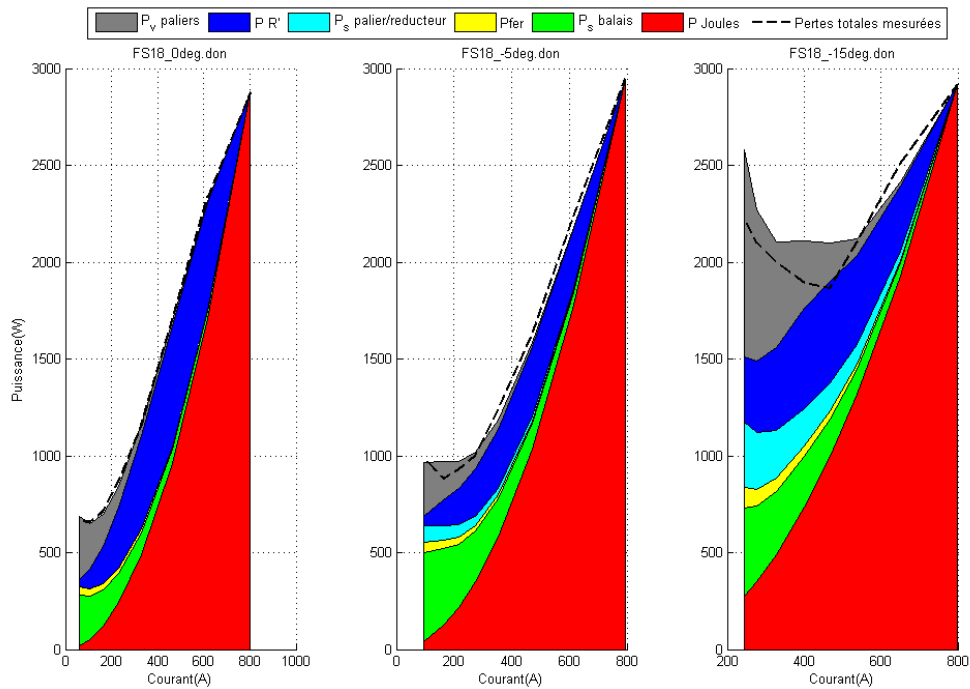 P_v paliers P R' P_s palier/reducteur Pfer P_s balais P Joules Pertes totales mesurées
FS18_0deg.don
FS18_-5deg.don
FS18_-15deg.don
Puissance(W)
3000
2500
2000
1500
1000
500
0
0 200 400 600 800 1000
Courant(A)
3000
2500
2000
1500
1000
500
0
0 200 400 600 800
Courant(A)
3000
2500
2000
1500
1000
500
0
200 400 600 800
Courant(A)